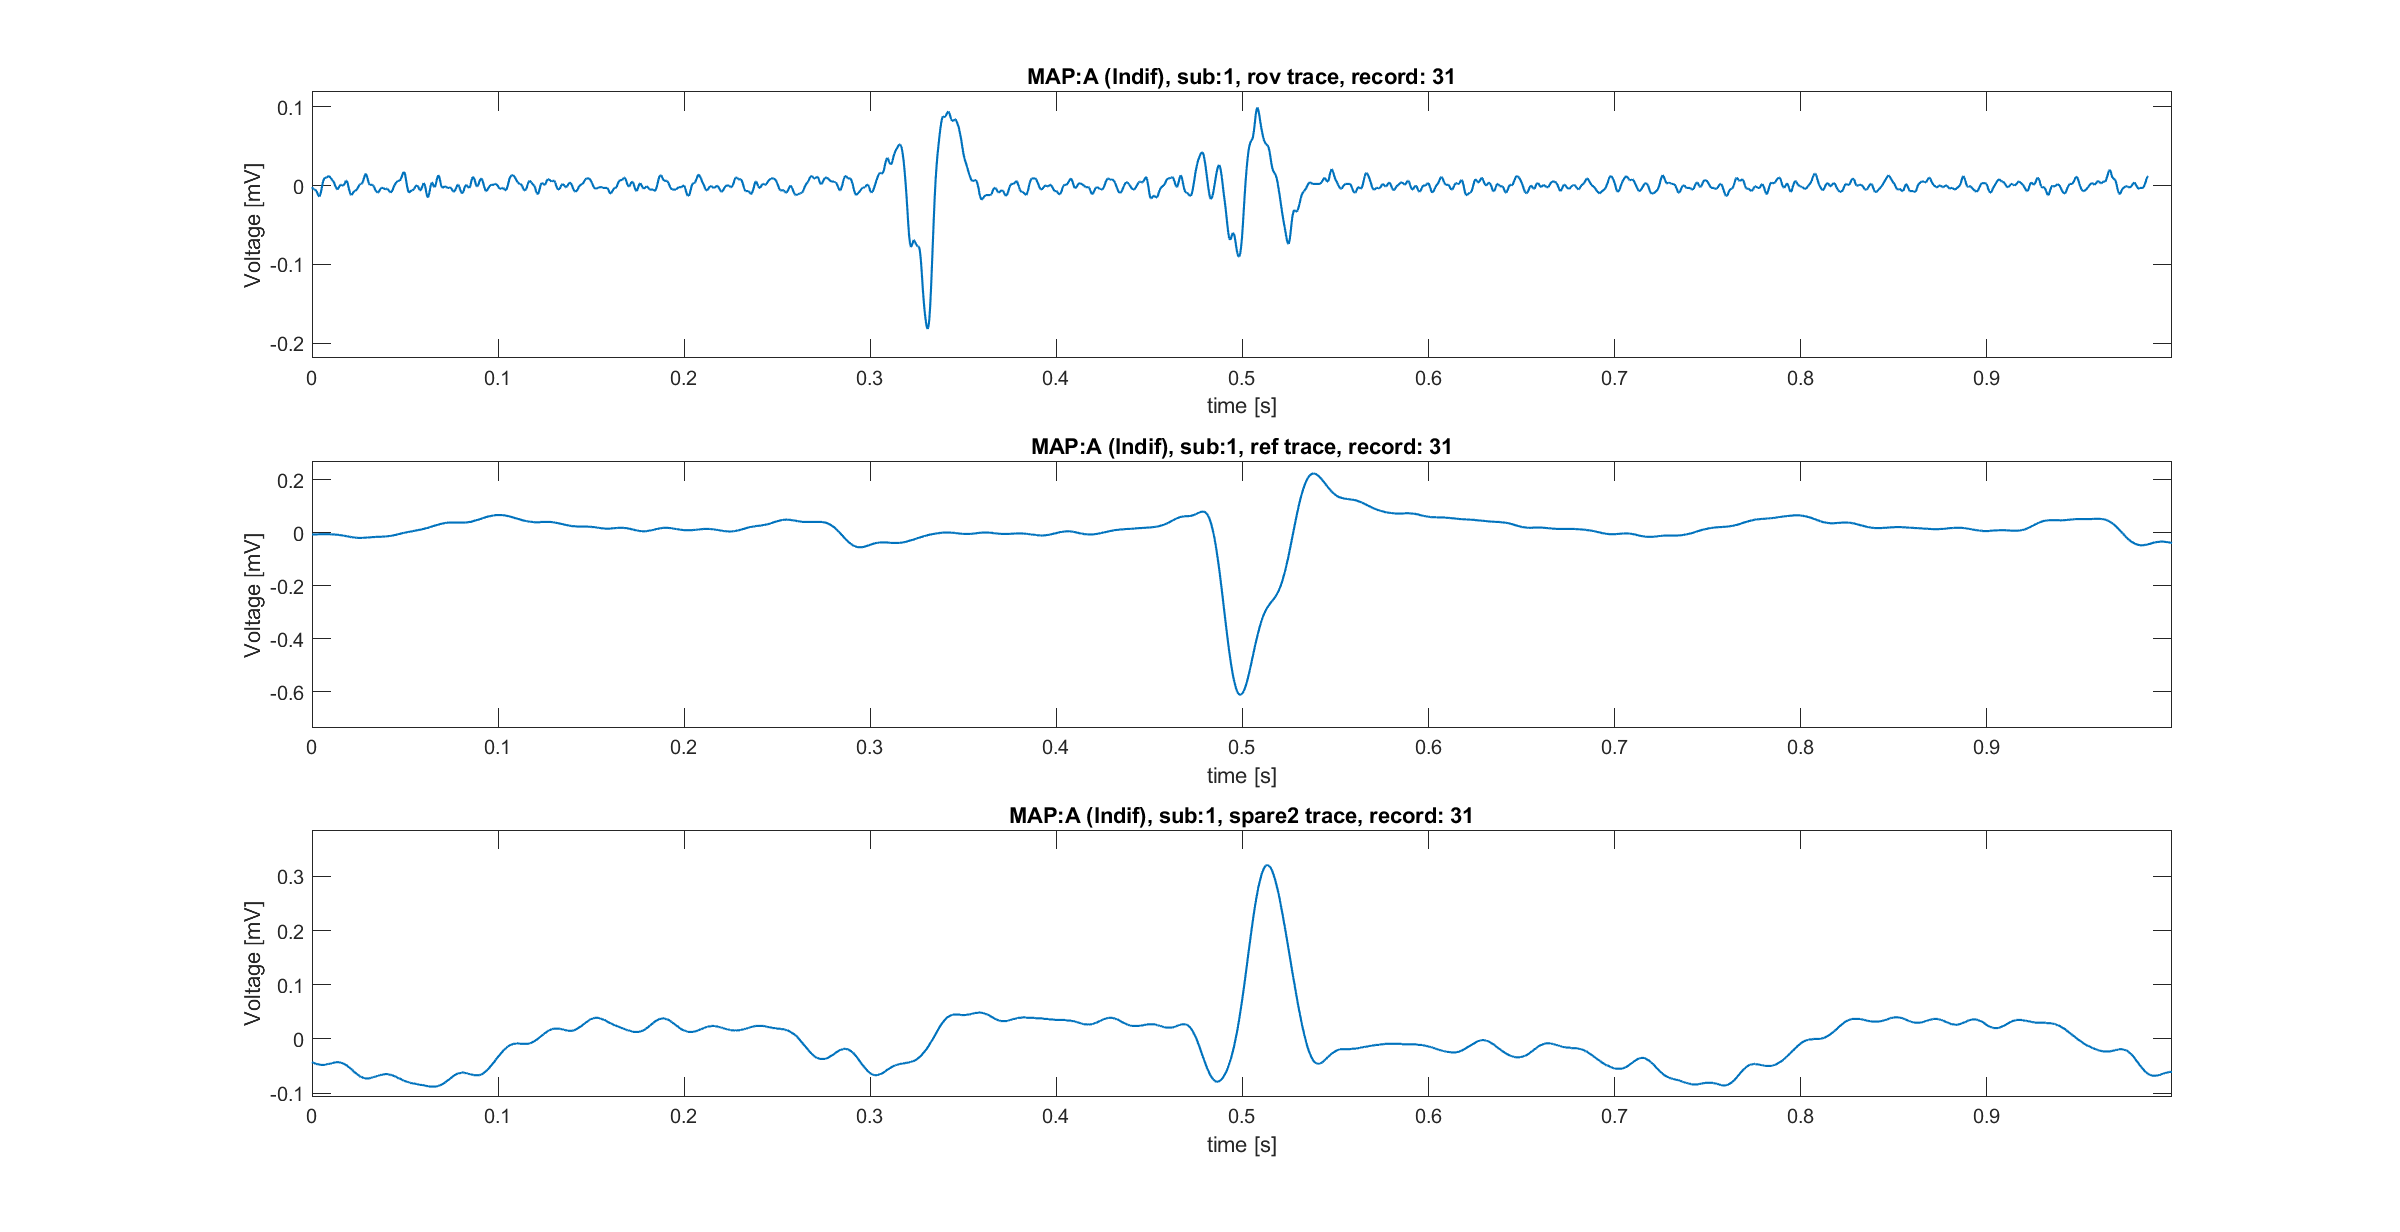 MAP:A (Indif), sub:1, rov trace, record: 31
Voltage [mV]
0.1
0
-0.1
-0.2
0 0.1 0.2 0.3 0.4 0.5 0.6 0.7 0.8 0.9
time [s]
MAP:A (Indif), sub:1, ref trace, record: 31
Voltage [mV]
0.2
0
-0.2
-0.4
-0.6
0 0.1 0.2 0.3 0.4 0.5 0.6 0.7 0.8 0.9
time [s]
MAP:A (Indif), sub:1, spare2 trace, record: 31
Voltage [mV]
0.3
0.2
0.1
0
-0.1
0 0.1 0.2 0.3 0.4 0.5 0.6 0.7 0.8 0.9
time [s]